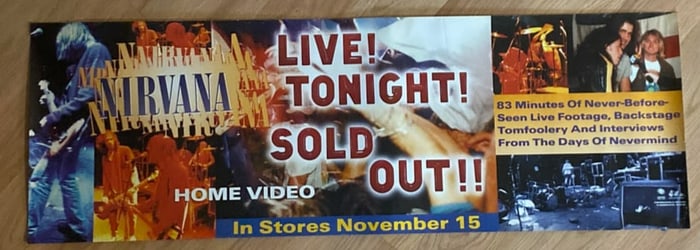 NIRVANA
LIVE!
TONIGHT!
SOLD
OUT!!
HOME VIDEO
In Stores November 15
83 Minutes Of Never-Before-
Seen Live Footage, Backstage
Tomfoolery And Interviews
From The Days Of Nevermind